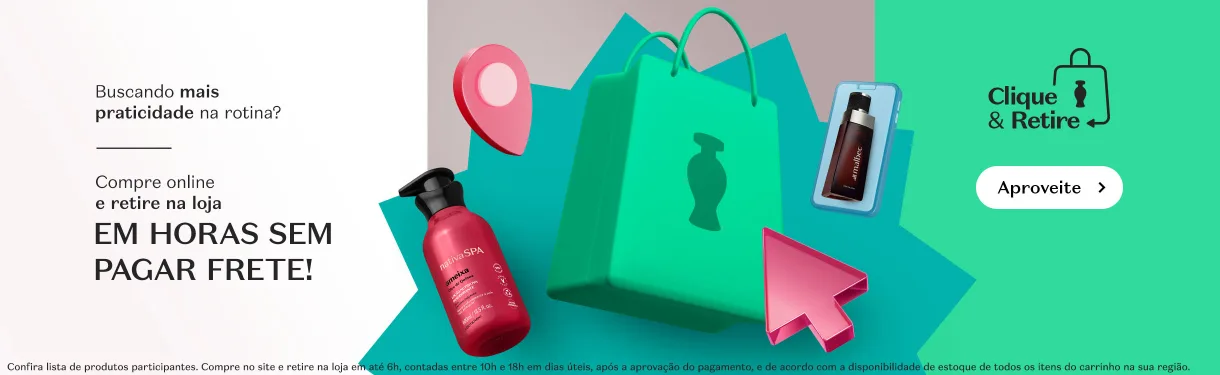 Buscando mais
praticidade na rotina?
Compre online
e retire na loja
EM HORAS SEM
PAGAR FRETE!
nativaSPA
ameixa
malbec
Clique
& Retire
Aproveite
Confira lista de produtos participantes. Compre no site e retire na loja em até 6h, contadas entre 10h e 18h em dias úteis, após a aprovação do pagamento, e de acordo com a disponibilidade de estoque de todos os itens do carrinho na sua região.